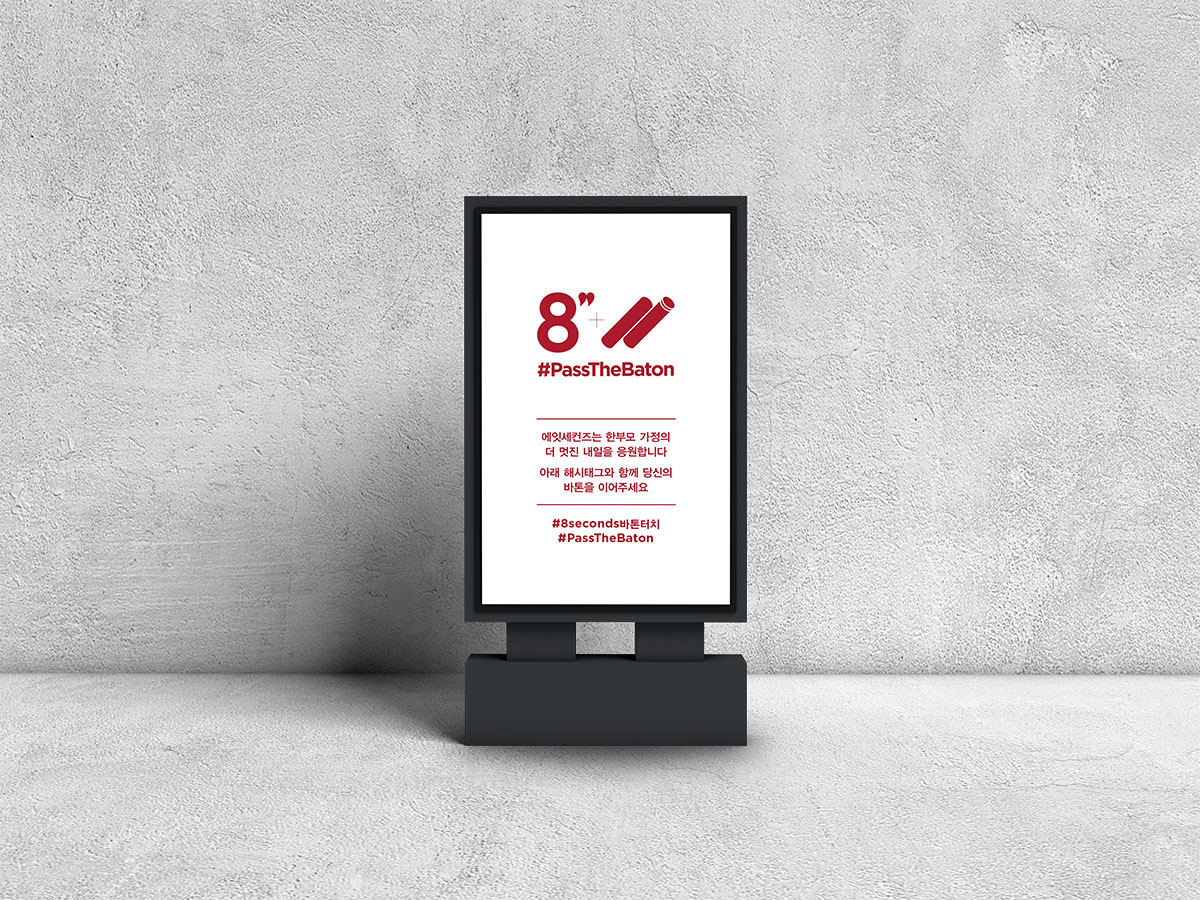 8”+
#PassTheBaton
에잇세컨즈는 한부모 가정의
더 멋진 내일을 응원합니다
아래 해시태그와 함께 당신의
바톤을 이어주세요
#8seconds바톤터치
#PassTheBaton